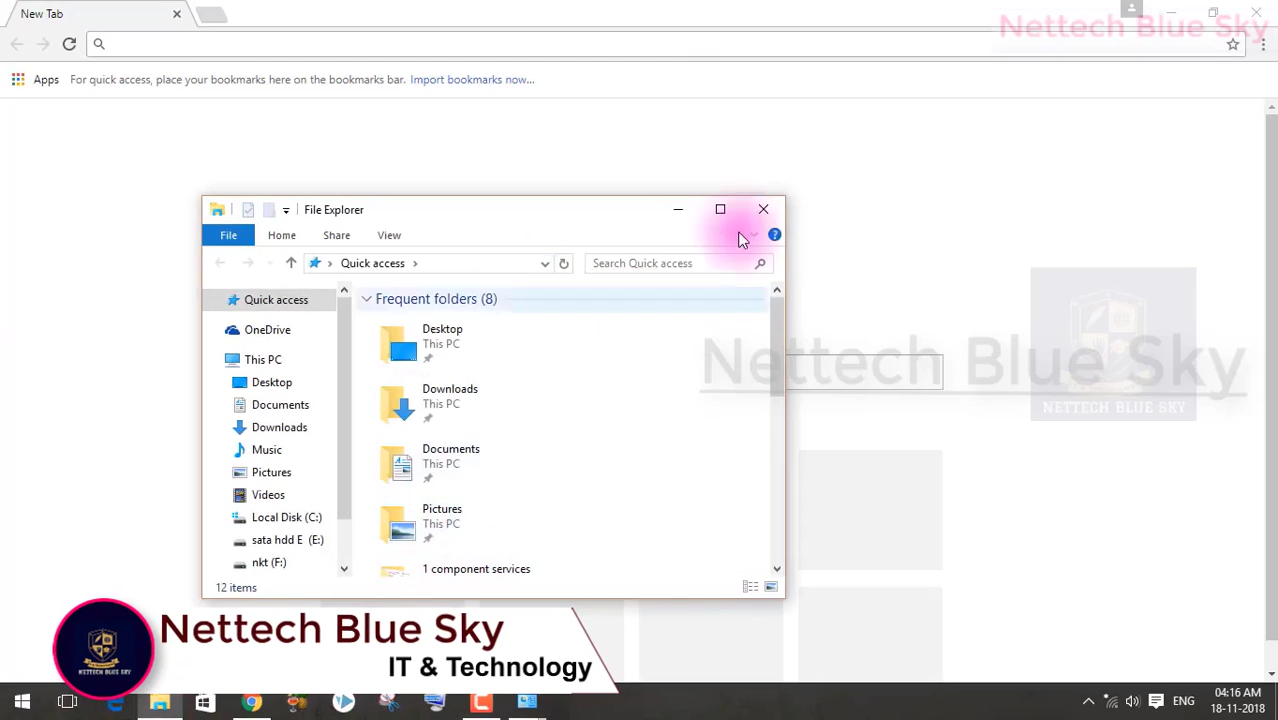 New Tab
Nettech Blue Sky
Apps For quick access, place your bookmarks here on the bookmarks bar. Import bookmarks now...
File Explorer
File Home Share View
Quick access
Search Quick access
Quick access
OneDrive
This PC
Desktop
Documents
Downloads
Music
Pictures
Videos
Local Disk (C:)
sata hdd E (E:)
nkt (F:)
Frequent folders (8)
Desktop
This PC
Downloads
This PC
Documents
This PC
Pictures
This PC
1 component services
12 items
Nettech Blue Sky
NETTECH BLUE SKY
NETTECH BLUE SKY
Nettech Blue Sky
IT & Technology
ENG
04:16 AM
18-11-2018